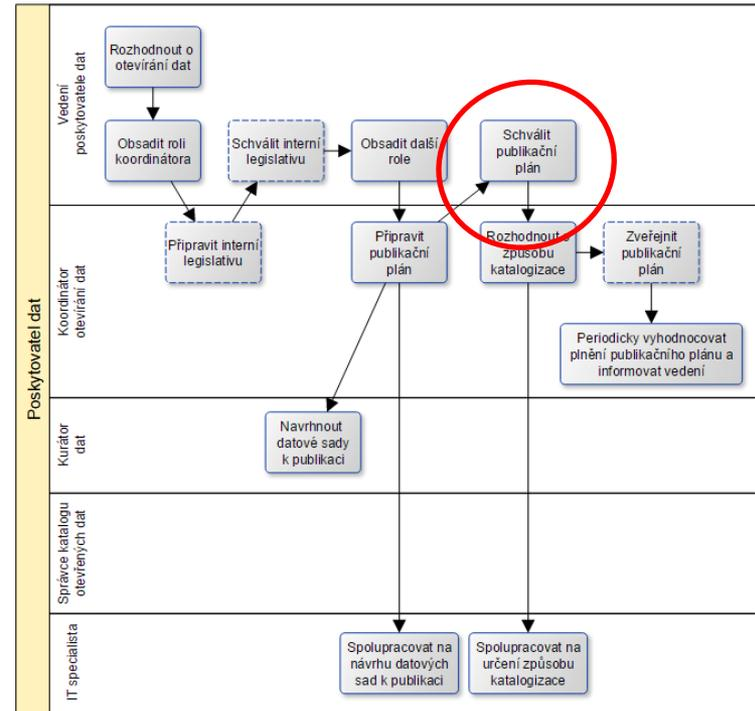 Poskytovatel dat
Vedení
poskytovatele dat
Rozhodnout o
otevírání dat
Obsadit roli
koordinátora
Schválit interní
legislativu
Obsadit další
role
Schválit
publikační
plán
Koordinátor
otevírání dat
Připravit interní
legislativu
Připravit
publikační
plán
Rozhodnout o
způsobu
katalogizace
Zveřejnit
publikační
plán
Periodicky vyhodnocovat
plnění publikačního plánu a
informovat vedení
Kurátor
dat
Navrhnout
datové sady
k publikaci
Správce katalogu
otevřených dat
IT specialista
Spolupracovat na
návrhu datových
sad k publikaci
Spolupracovat na
určení způsobu
katalogizace